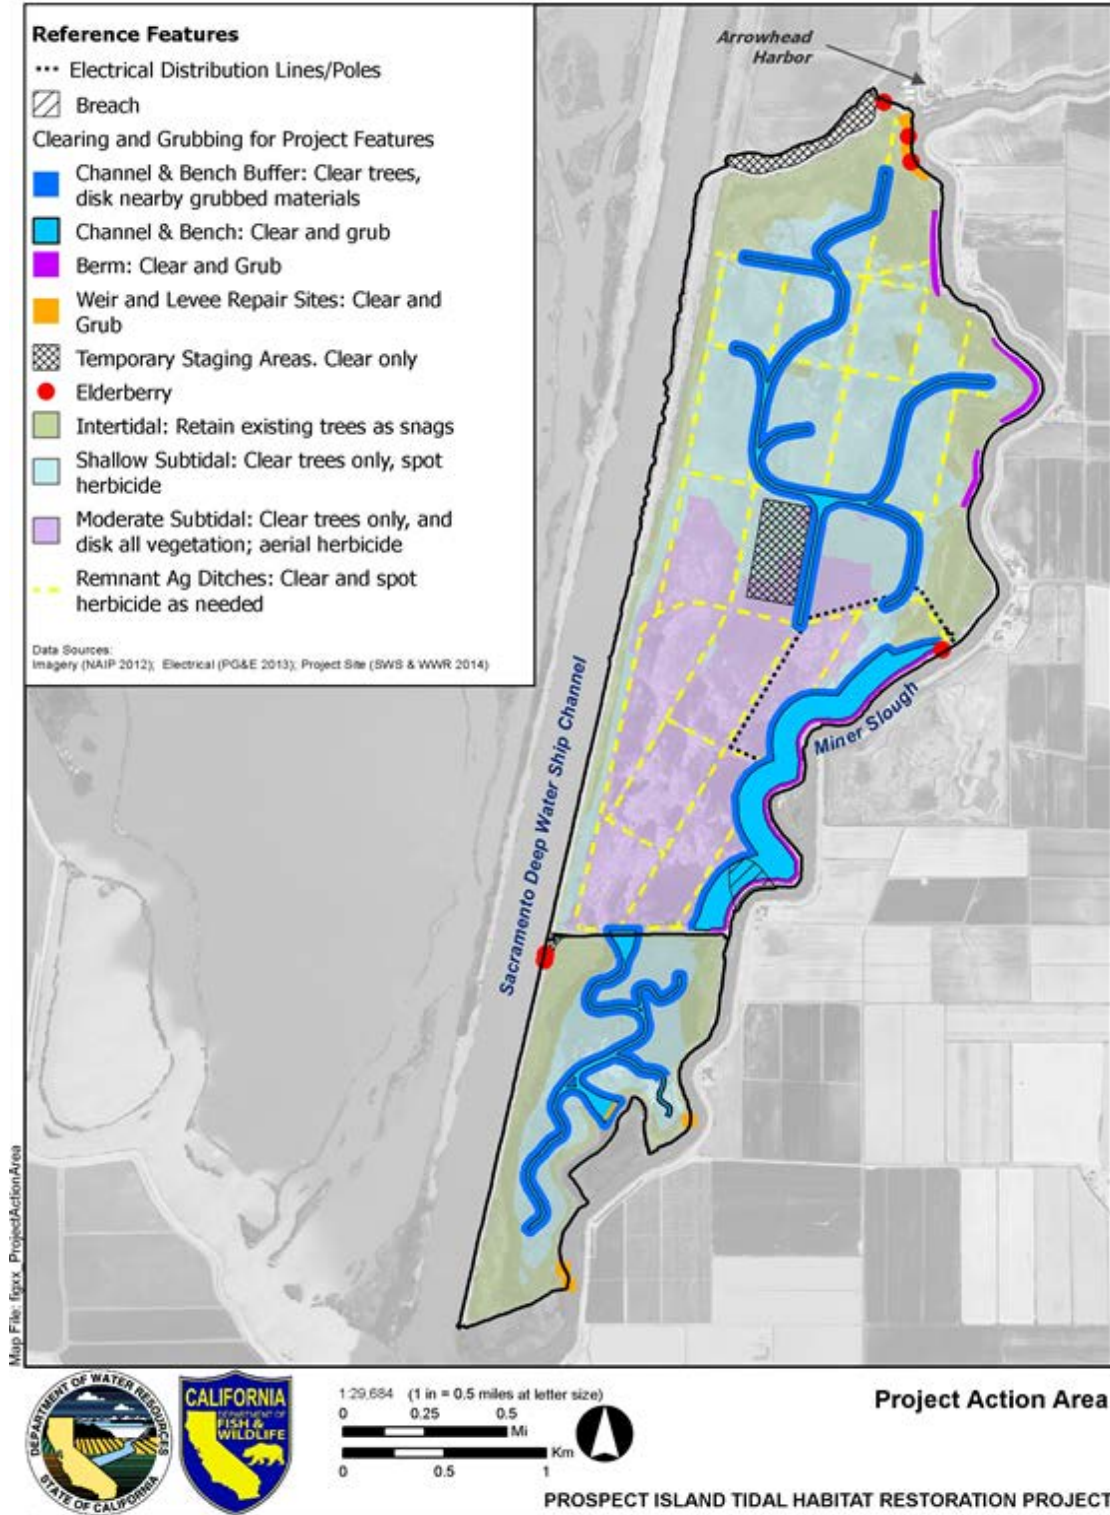 Reference Features
Electrical Distribution Lines/Poles
Breach
Clearing and Grubbing for Project Features
Channel & Bench Buffer: Clear trees,
disk nearby grubbed materials
Channel & Bench: Clear and grub
Berm: Clear and Grub
Weir and Levee Repair Sites: Clear and
Grub
Temporary Staging Areas. Clear only
Elderberry
Intertidal: Retain existing trees as snags
Shallow Subtidal: Clear trees only, spot
herbicide
Moderate Subtidal: Clear trees only, and
disk all vegetation; aerial herbicide
Remnant Ag Ditches: Clear and spot
herbicide as needed
Data Sources:
Imagery (NAIP 2012); Electrical (PG&E 2013); Project Site (SWS & WWR 2014)
Arrowhead
Harbor
Miner Slough
Sacramento Deep Water Ship Channel
Map File: figxx_ProjectActionArea
DEPARTMENT OF WATER RESOURCES
STATE OF CALIFORNIA
CALIFORNIA
DEPARTMENT OF
FISH &
WILDLIFE
1:29,684 (1 in = 0.5 miles at letter size)
0 0.25 0.5
Mi
Km
0 0.5 1
Project Action Area
PROSPECT ISLAND TIDAL HABITAT RESTORATION PROJECT